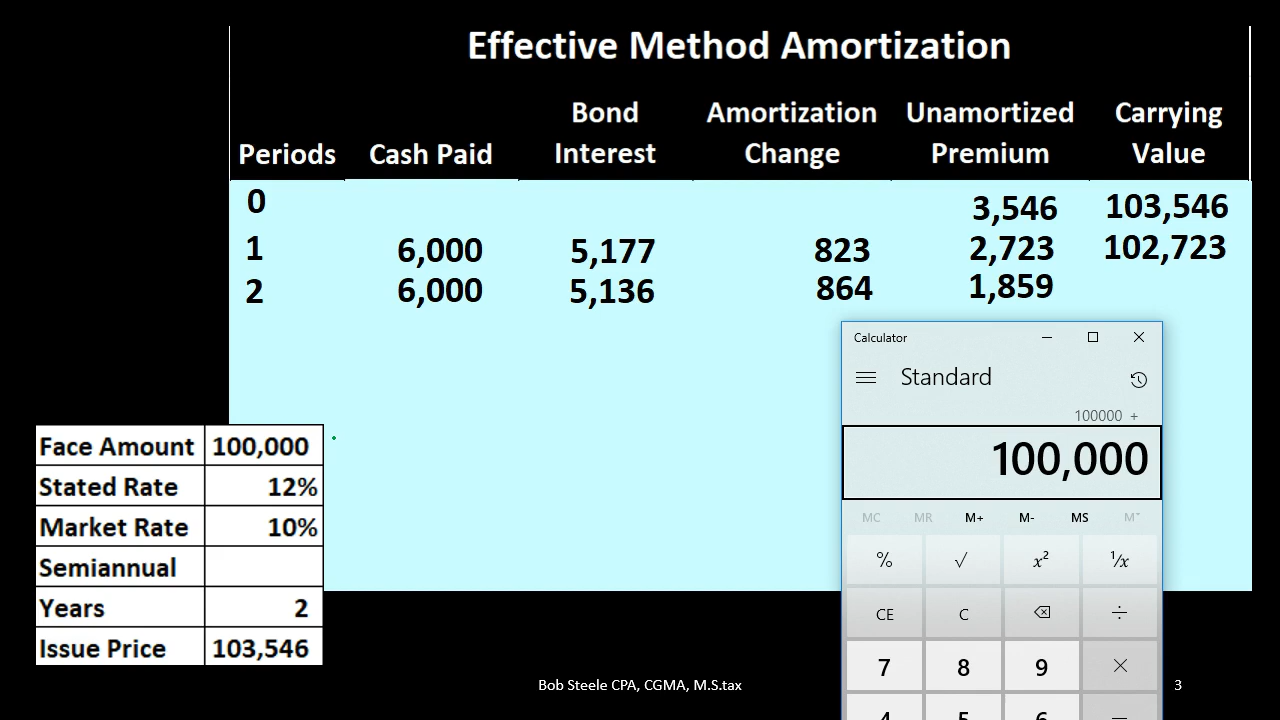 Effective Method Amortization
Periods Cash Paid Bond Interest Amortization Change Unamortized Premium Carrying Value
0 3,546 103,546
1 6,000 5,177 823 2,723 102,723
2 6,000 5,136 864 1,859
Face Amount 100,000
Stated Rate 12%
Market Rate 10%
Semiannual
Years 2
Issue Price 103,546
Calculator
Standard
100000 +
100,000
MC MR M+ M- MS M˅
% √ x² ¹/x
CE C ÷
7 8 9 ×
4 5 6 −
Bob Steele CPA, CGMA, M.S.tax
3